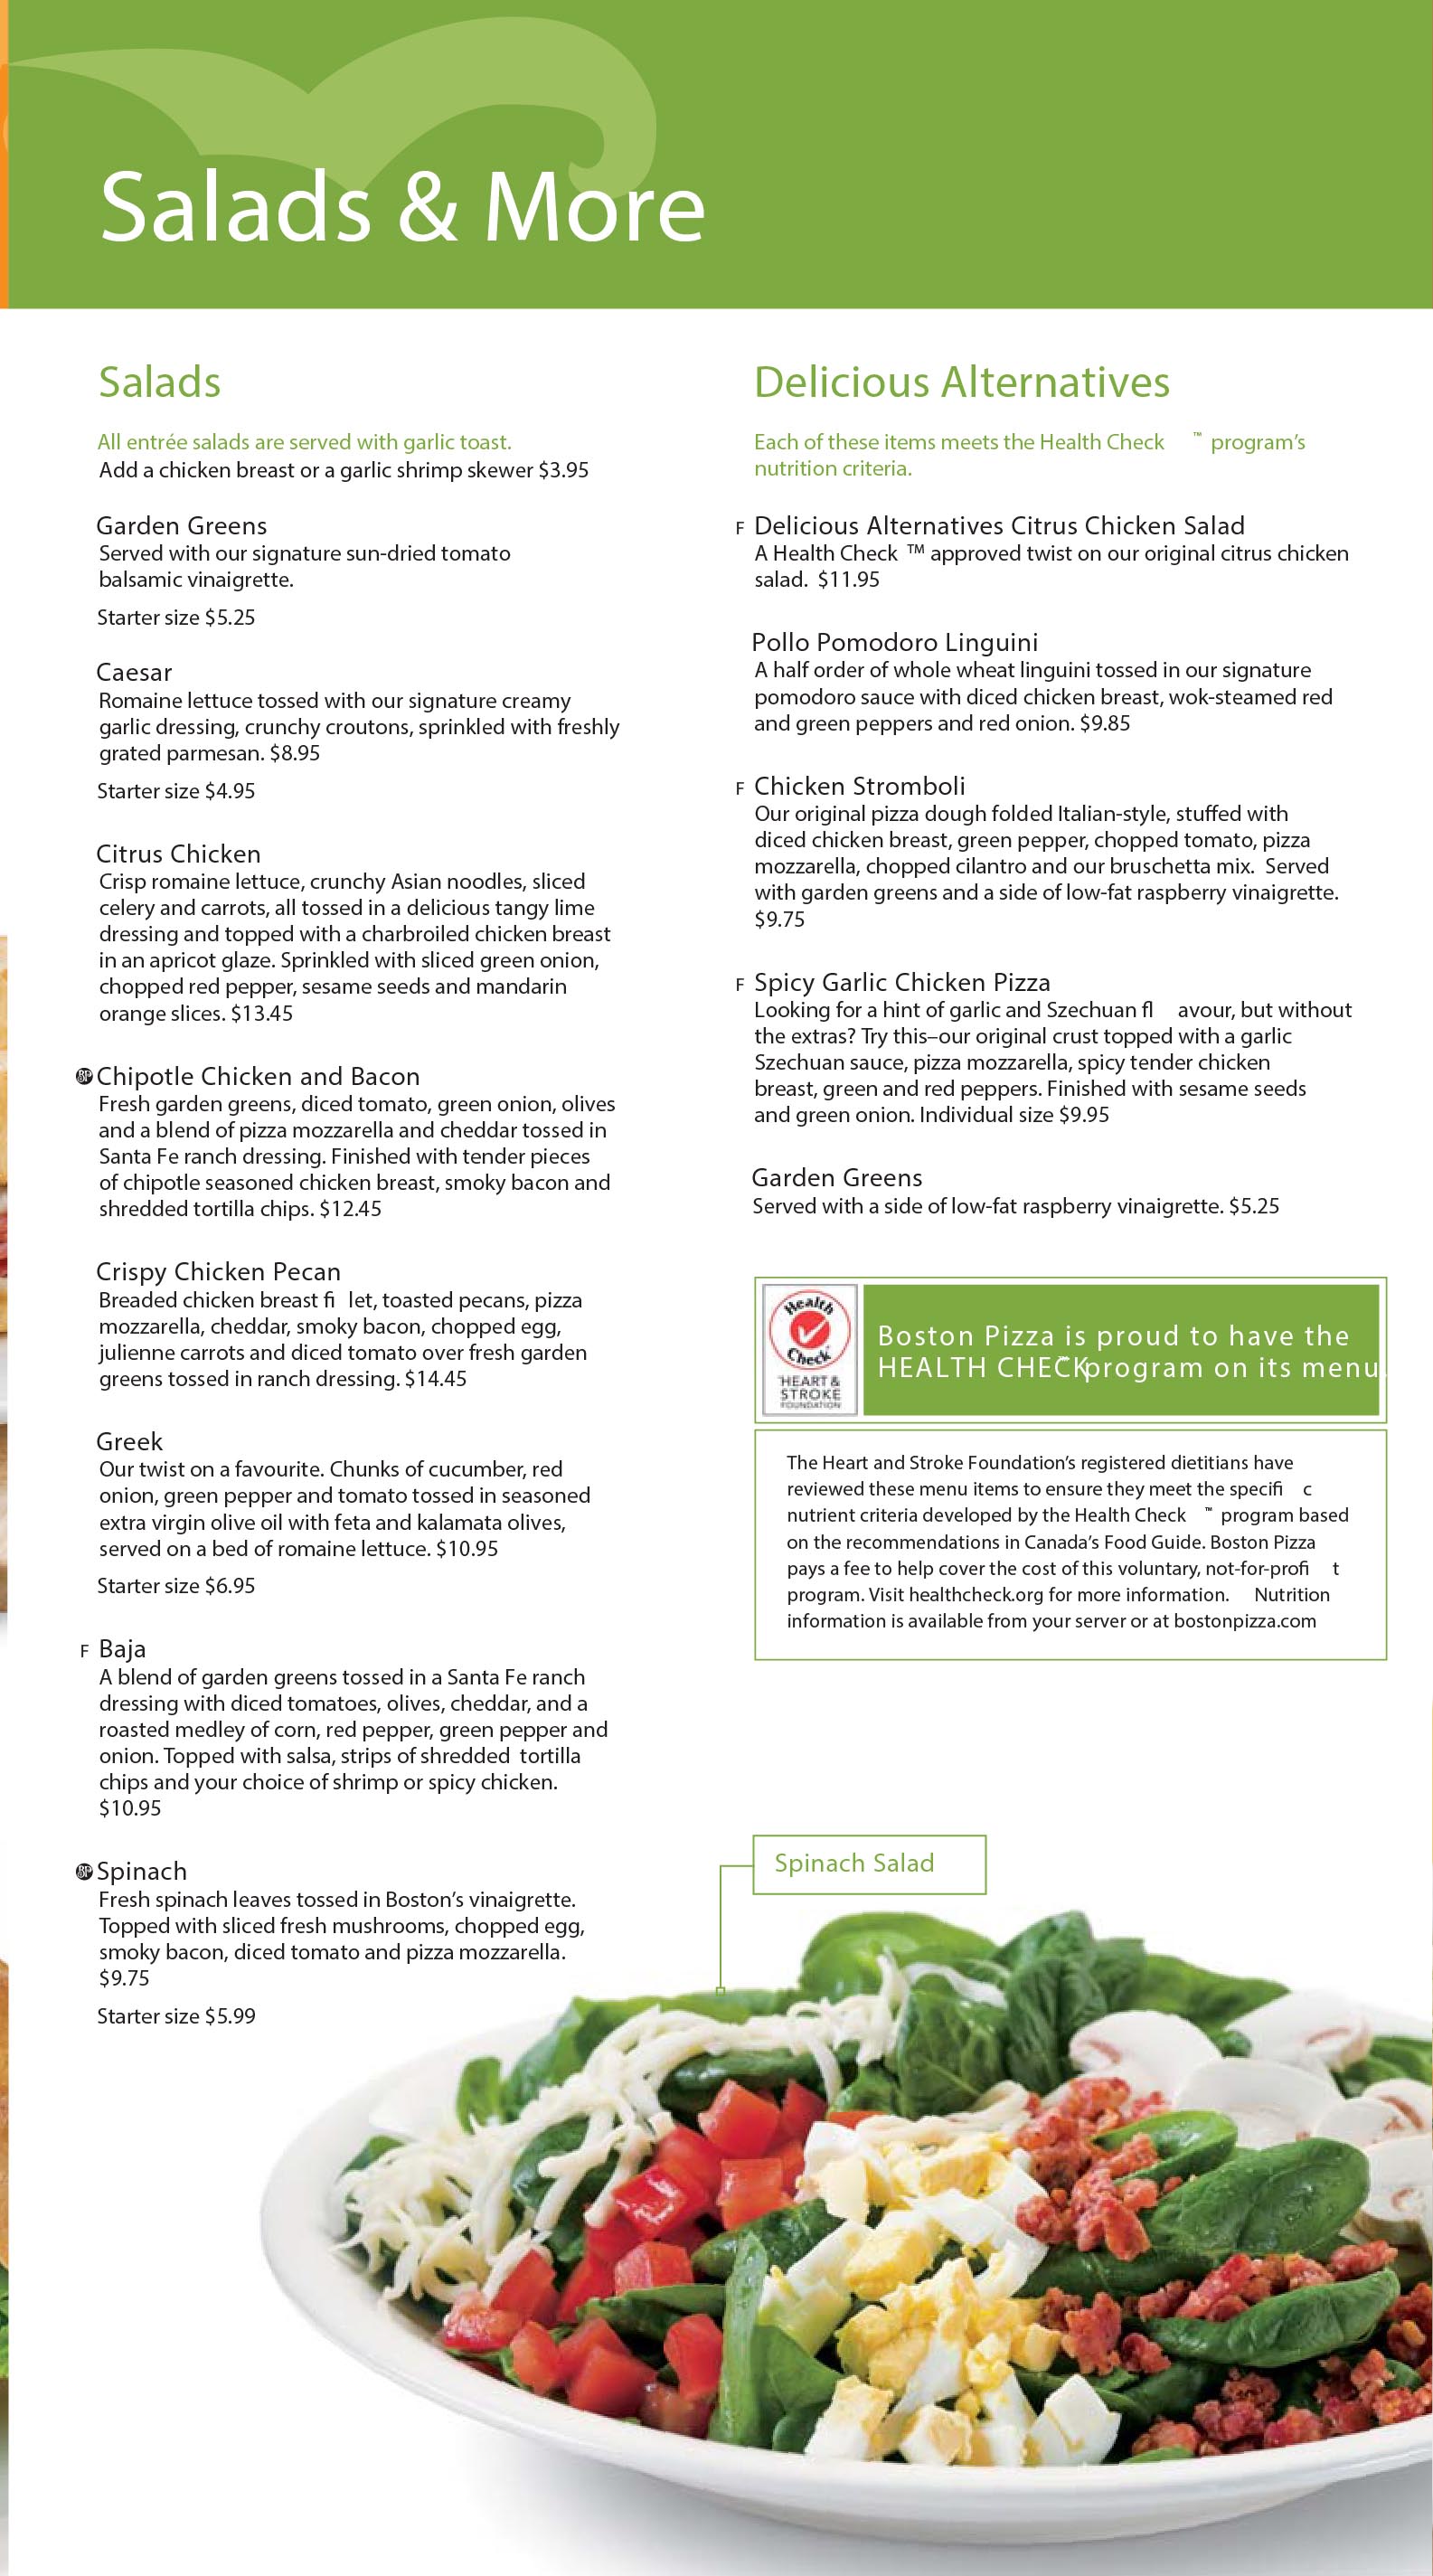 Salads & More
Salads
All entrée salads are served with garlic toast.
Add a chicken breast or a garlic shrimp skewer $3.95
Garden Greens
Served with our signature sun-dried tomato
balsamic vinaigrette.
Starter size $5.25
Caesar
Romaine lettuce tossed with our signature creamy
garlic dressing, crunchy croutons, sprinkled with freshly
grated parmesan. $8.95
Starter size $4.95
Citrus Chicken
Crisp romaine lettuce, crunchy Asian noodles, sliced
celery and carrots, all tossed in a delicious tangy lime
dressing and topped with a charbroiled chicken breast
in an apricot glaze. Sprinkled with sliced green onion,
chopped red pepper, sesame seeds and mandarin
orange slices. $13.45
BP Chipotle Chicken and Bacon
Fresh garden greens, diced tomato, green onion, olives
and a blend of pizza mozzarella and cheddar tossed in
Santa Fe ranch dressing. Finished with tender pieces
of chipotle seasoned chicken breast, smoky bacon and
shredded tortilla chips. $12.45
Crispy Chicken Pecan
Breaded chicken breast fi let, toasted pecans, pizza
mozzarella, cheddar, smoky bacon, chopped egg,
julienne carrots and diced tomato over fresh garden
greens tossed in ranch dressing. $14.45
Greek
Our twist on a favourite. Chunks of cucumber, red
onion, green pepper and tomato tossed in seasoned
extra virgin olive oil with feta and kalamata olives,
served on a bed of romaine lettuce. $10.95
Starter size $6.95
F Baja
A blend of garden greens tossed in a Santa Fe ranch
dressing with diced tomatoes, olives, cheddar, and a
roasted medley of corn, red pepper, green pepper and
onion. Topped with salsa, strips of shredded tortilla
chips and your choice of shrimp or spicy chicken.
$10.95
BP Spinach
Fresh spinach leaves tossed in Boston's vinaigrette.
Topped with sliced fresh mushrooms, chopped egg,
smoky bacon, diced tomato and pizza mozzarella.
$9.75
Starter size $5.99
Delicious Alternatives
Each of these items meets the Health Check ™ program's
nutrition criteria.
F Delicious Alternatives Citrus Chicken Salad
A Health Check ™ approved twist on our original citrus chicken
salad. $11.95
Pollo Pomodoro Linguini
A half order of whole wheat linguini tossed in our signature
pomodoro sauce with diced chicken breast, wok-steamed red
and green peppers and red onion. $9.85
F Chicken Stromboli
Our original pizza dough folded Italian-style, stuffed with
diced chicken breast, green pepper, chopped tomato, pizza
mozzarella, chopped cilantro and our bruschetta mix. Served
with garden greens and a side of low-fat raspberry vinaigrette.
$9.75
F Spicy Garlic Chicken Pizza
Looking for a hint of garlic and Szechuan fl avour, but without
the extras? Try this–our original crust topped with a garlic
Szechuan sauce, pizza mozzarella, spicy tender chicken
breast, green and red peppers. Finished with sesame seeds
and green onion. Individual size $9.95
Garden Greens
Served with a side of low-fat raspberry vinaigrette. $5.25
Health
Check™
HEART &
STROKE
FOUNDATION
Boston Pizza is proud to have the
HEALTH CHECK™ program on its menu.
The Heart and Stroke Foundation's registered dietitians have
reviewed these menu items to ensure they meet the specifi c
nutrient criteria developed by the Health Check ™ program based
on the recommendations in Canada's Food Guide. Boston Pizza
pays a fee to help cover the cost of this voluntary, not-for-profi t
program. Visit healthcheck.org for more information. Nutrition
information is available from your server or at bostonpizza.com
Spinach Salad